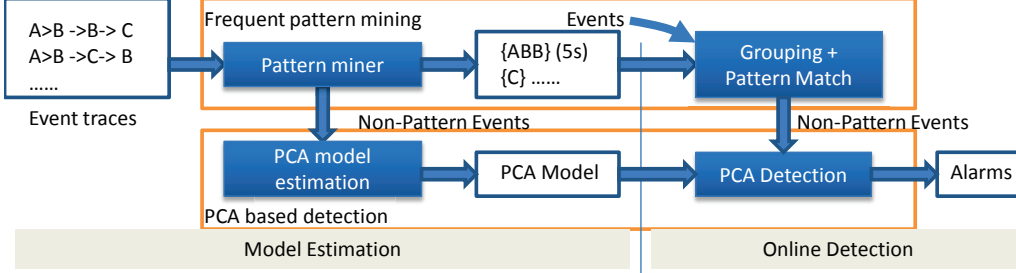 A>B ->B-> C
A>B ->C-> B
......
Event traces
Frequent pattern mining
Pattern miner
{ABB} (5s)
{C} ......
Events
Grouping +
Pattern Match
Non-Pattern Events
Non-Pattern Events
PCA model
estimation
PCA Model
PCA Detection
Alarms
PCA based detection
Model Estimation
Online Detection